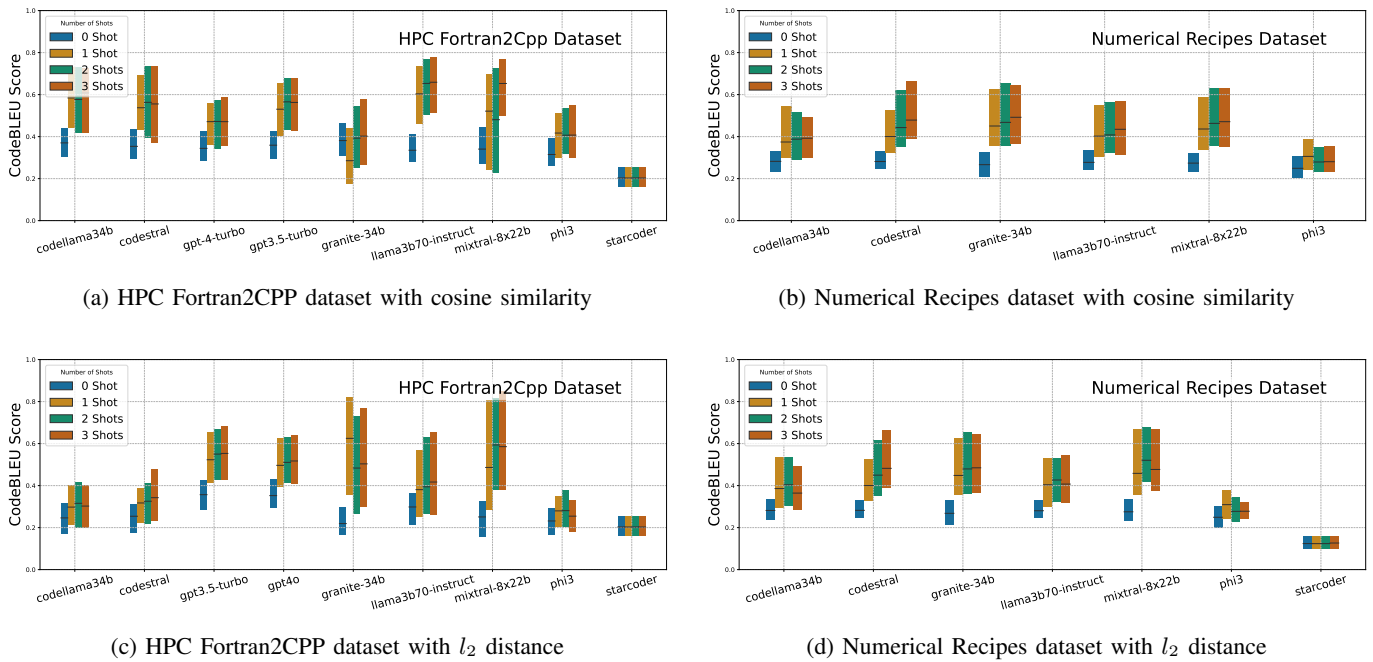 Number of Shots
0 Shot
1 Shot
2 Shots
3 Shots
HPC Fortran2Cpp Dataset
CodeBLEU Score
1.0
0.8
0.6
0.4
0.2
0.0
codellama34b
codestral
gpt-4-turbo
gpt3.5-turbo
granite-34b
llama3b70-instruct
mixtral-8x22b
phi3
starcoder
(a) HPC Fortran2CPP dataset with cosine similarity
Number of Shots
0 Shot
1 Shot
2 Shots
3 Shots
Numerical Recipes Dataset
CodeBLEU Score
1.0
0.8
0.6
0.4
0.2
0.0
codellama34b
codestral
granite-34b
llama3b70-instruct
mixtral-8x22b
phi3
(b) Numerical Recipes dataset with cosine similarity
Number of Shots
0 Shot
1 Shot
2 Shots
3 Shots
HPC Fortran2Cpp Dataset
CodeBLEU Score
1.0
0.8
0.6
0.4
0.2
0.0
codellama34b
codestral
gpt3.5-turbo
gpt4o
granite-34b
llama3b70-instruct
mixtral-8x22b
phi3
starcoder
(c) HPC Fortran2CPP dataset with l₂ distance
Number of Shots
0 Shot
1 Shot
2 Shots
3 Shots
Numerical Recipes Dataset
CodeBLEU Score
1.0
0.8
0.6
0.4
0.2
0.0
codellama34b
codestral
granite-34b
llama3b70-instruct
mixtral-8x22b
phi3
starcoder
(d) Numerical Recipes dataset with l₂ distance